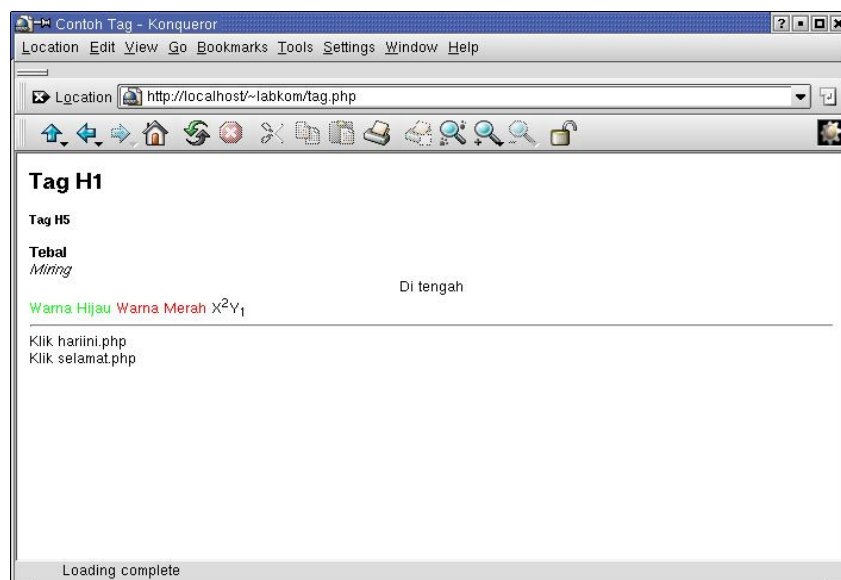 Contoh Tag - Konqueror
Location Edit View Go Bookmarks Tools Settings Window Help
Location http://localhost/~labkom/tag.php
Tag H1
Tag H5
Tebal
Miring
Di tengah
Warna Hijau Warna Merah X²Y₁
Klik hariini.php
Klik selamat.php
Loading complete